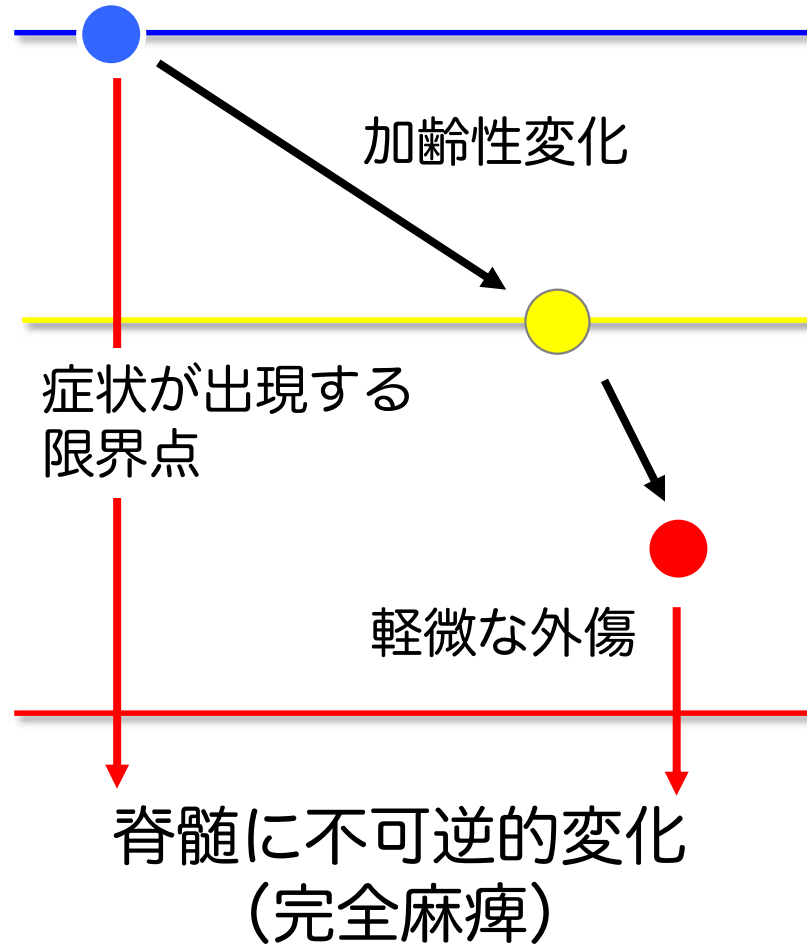 加齢性変化
症状が出現する
限界点
軽微な外傷
脊髄に不可逆的変化
(完全麻痺)